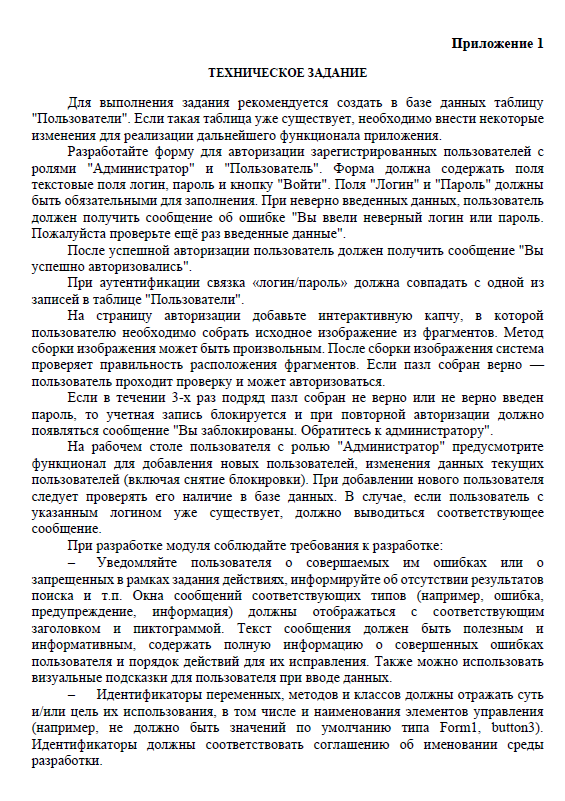 Приложение 1
ТЕХНИЧЕСКОЕ ЗАДАНИЕ
Для выполнения задания рекомендуется создать в базе данных таблицу
"Пользователи". Если такая таблица уже существует, необходимо внести некоторые
изменения для реализации дальнейшего функционала приложения.
Разработайте форму для авторизации зарегистрированных пользователей с
ролями "Администратор" и "Пользователь". Форма должна содержать поля
текстовые поля логин, пароль и кнопку "Войти". Поля "Логин" и "Пароль" должны
быть обязательными для заполнения. При неверно введенных данных, пользователь
должен получить сообщение об ошибке "Вы ввели неверный логин или пароль.
Пожалуйста проверьте ещё раз введенные данные".
После успешной авторизации пользователь должен получить сообщение "Вы
успешно авторизовались".
При аутентификации связка «логин/пароль» должна совпадать с одной из
записей в таблице "Пользователи".
На страницу авторизации добавьте интерактивную капчу, в которой
пользователю необходимо собрать исходное изображение из фрагментов. Метод
сборки изображения может быть произвольным. После сборки изображения система
проверяет правильность расположения фрагментов. Если пазл собран верно —
пользователь проходит проверку и может авторизоваться.
Если в течении 3-х раз подряд пазл собран не верно или не верно введен
пароль, то учетная запись блокируется и при повторной авторизации должно
появляться сообщение "Вы заблокированы. Обратитесь к администратору".
На рабочем столе пользователя с ролью "Администратор" предусмотрите
функционал для добавления новых пользователей, изменения данных текущих
пользователей (включая снятие блокировки). При добавлении нового пользователя
следует проверять его наличие в базе данных. В случае, если пользователь с
указанным логином уже существует, должно выводиться соответствующее
сообщение.
При разработке модуля соблюдайте требования к разработке:
– Уведомляйте пользователя о совершаемых им ошибках или о
запрещенных в рамках задания действиях, информируйте об отсутствии результатов
поиска и т.п. Окна сообщений соответствующих типов (например, ошибка,
предупреждение, информация) должны отображаться с соответствующим
заголовком и пиктограммой. Текст сообщения должен быть полезным и
информативным, содержать полную информацию о совершенных ошибках
пользователя и порядок действий для их исправления. Также можно использовать
визуальные подсказки для пользователя при вводе данных.
– Идентификаторы переменных, методов и классов должны отражать суть
и/или цель их использования, в том числе и наименования элементов управления
(например, не должно быть значений по умолчанию типа Form1, button3).
Идентификаторы должны соответствовать соглашению об именовании среды
разработки.